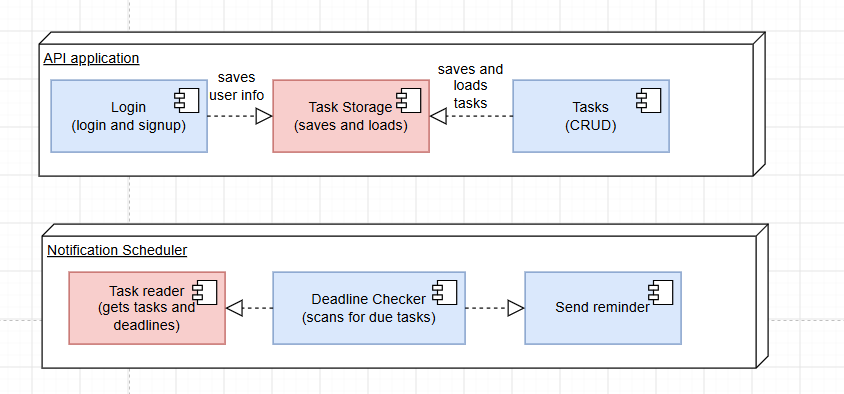 API application
Login
(login and signup)
saves
user info
Task Storage
(saves and loads)
saves and
loads
tasks
Tasks
(CRUD)
Notification Scheduler
Task reader
(gets tasks and
deadlines)
Deadline Checker
(scans for due tasks)
Send reminder